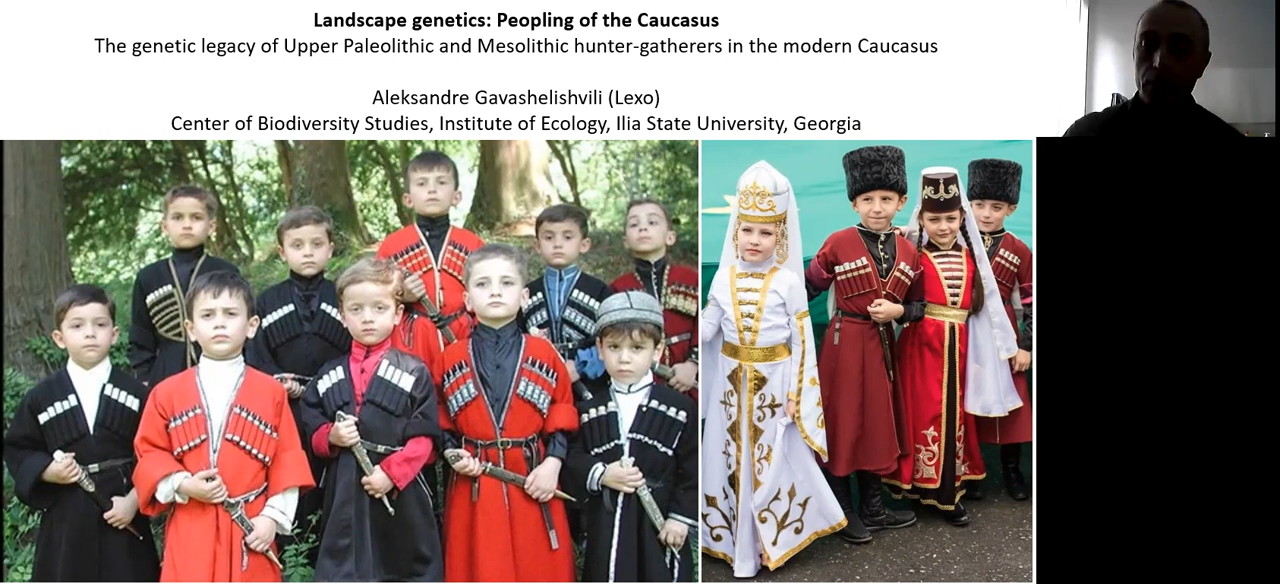 Landscape genetics: Peopling of the Caucasus
The genetic legacy of Upper Paleolithic and Mesolithic hunter-gatherers in the modern Caucasus
Aleksandre Gavashelishvili (Lexo)
Center of Biodiversity Studies, Institute of Ecology, Ilia State University, Georgia